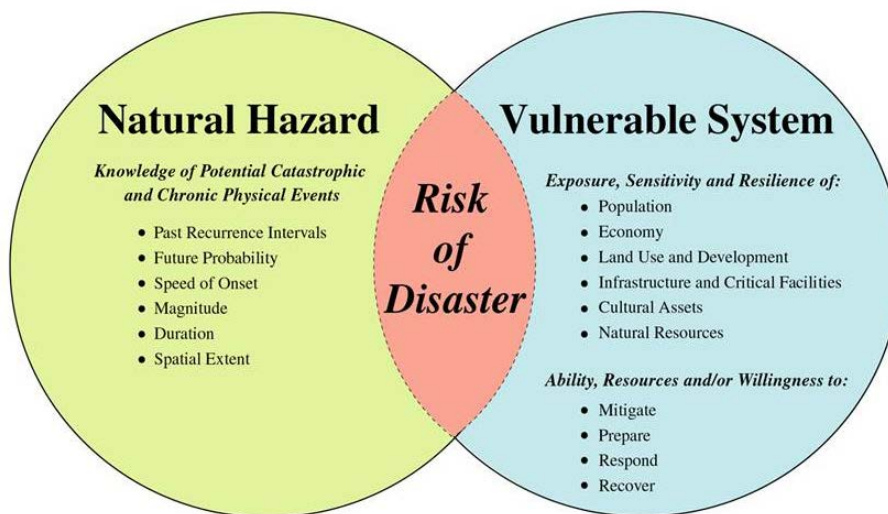 Natural Hazard
Knowledge of Potential Catastrophic
and Chronic Physical Events
• Past Recurrence Intervals
• Future Probability
• Speed of Onset
• Magnitude
• Duration
• Spatial Extent
Risk
of
Disaster
Vulnerable System
Exposure, Sensitivity and Resilience of:
• Population
• Economy
• Land Use and Development
• Infrastructure and Critical Facilities
• Cultural Assets
• Natural Resources
Ability, Resources and/or Willingness to:
• Mitigate
• Prepare
• Respond
• Recover